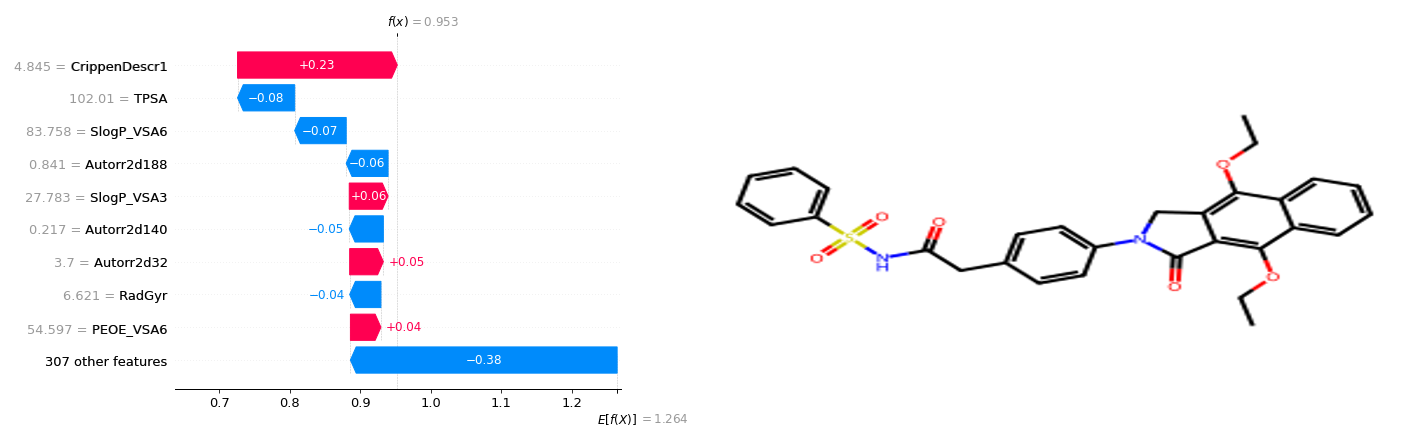 f(x) = 0.953
4.845 = CrippenDescr1
+0.23
102.01 = TPSA
−0.08
83.758 = SlogP_VSA6
−0.07
0.841 = Autorr2d188
−0.06
27.783 = SlogP_VSA3
+0.06
0.217 = Autorr2d140
−0.05
3.7 = Autorr2d32
+0.05
6.621 = RadGyr
−0.04
54.597 = PEOE_VSA6
+0.04
307 other features
−0.38
0.7 0.8 0.9 1.0 1.1 1.2
E[f(X)] = 1.264
O
O
S
O
N
H
O
N
O
O
O